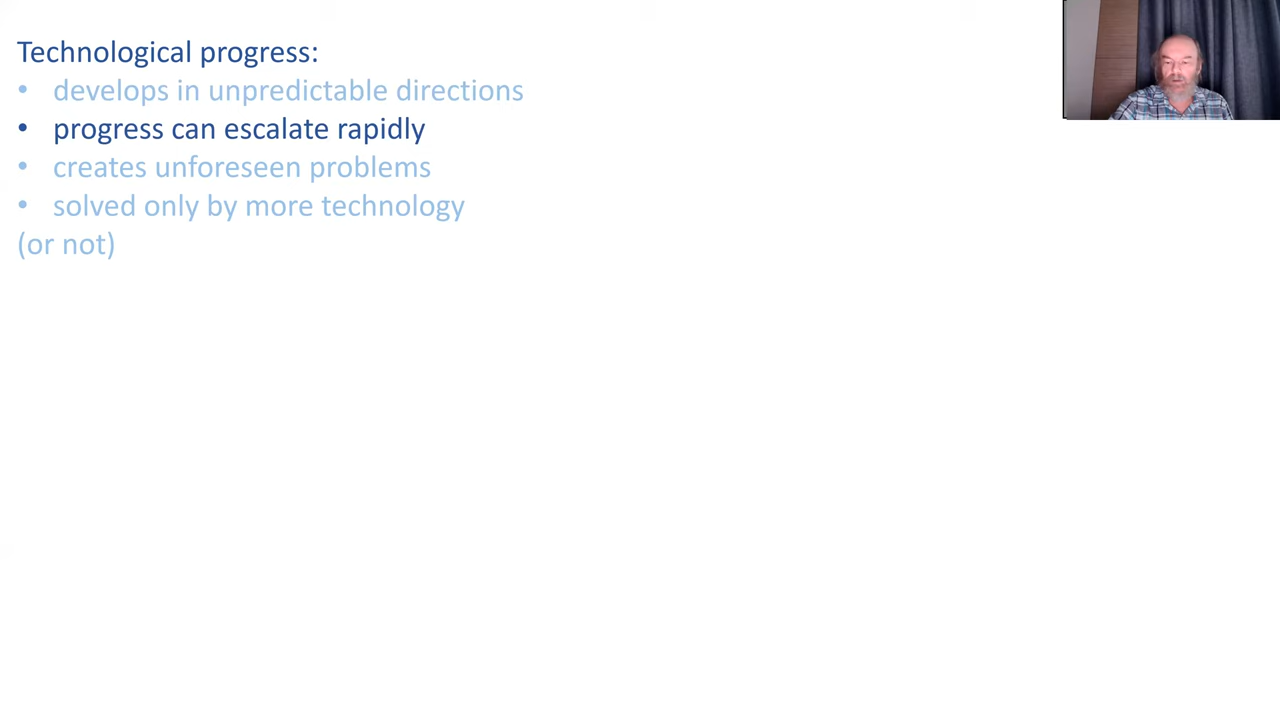 Technological progress:
• develops in unpredictable directions
• progress can escalate rapidly
• creates unforeseen problems
• solved only by more technology
(or not)